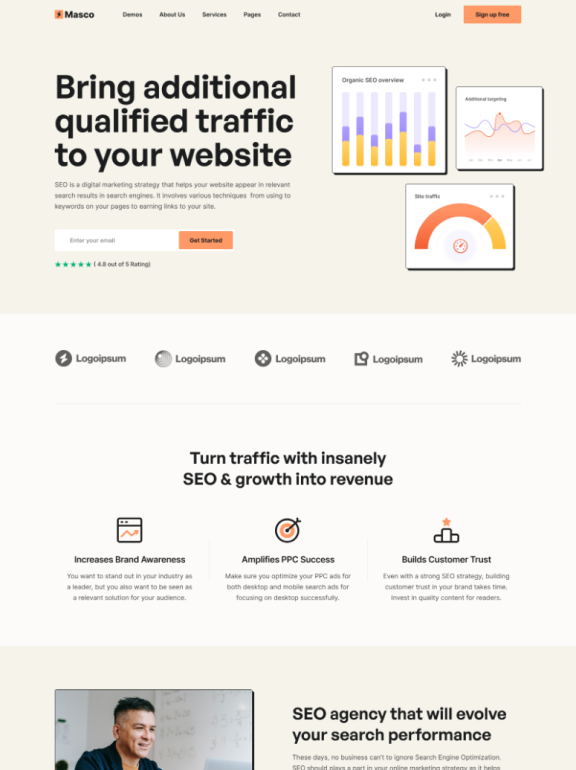 Masco
Demos About Us Services Pages Contact
Login Sign up free
Bring additional
qualified traffic
to your website
SEO is a digital marketing strategy that helps your website appear in relevant
search results in search engines. It involves various techniques from using to
keywords on your pages to earning links to your site.
Enter your email Get Started
( 4.8 out of 5 Rating)
Organic SEO overview
Additional targeting
Site traffic
Logoipsum Logoipsum Logoipsum Logoipsum Logoipsum
Turn traffic with insanely
SEO & growth into revenue
Increases Brand Awareness
You want to stand out in your industry as
a leader, but you also want to be seen as
a relevant solution for your audience.
Amplifies PPC Success
Make sure you optimize your PPC ads for
both desktop and mobile search ads for
focusing on desktop successfully.
Builds Customer Trust
Even with a strong SEO strategy, building
customer trust in your brand takes time.
Invest in quality content for readers.
SEO agency that will evolve
your search performance
These days, no business can't to ignore Search Engine Optimization.
SEO should plays a part in your online marketing strategy as it helps